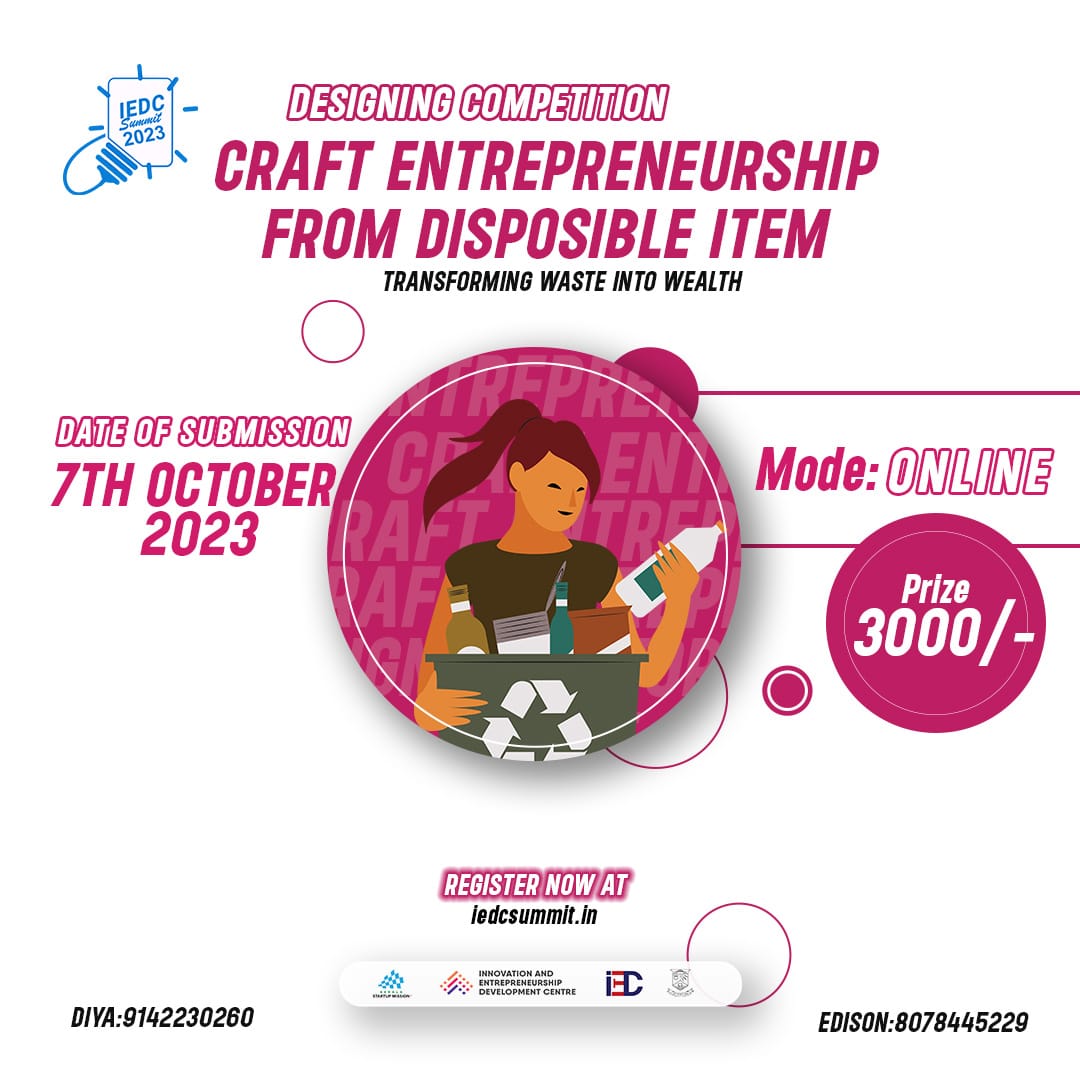 IEDC
Summit
2023
DESIGNING COMPETITION
CRAFT ENTREPRENEURSHIP
FROM DISPOSIBLE ITEM
TRANSFORMING WASTE INTO WEALTH
DATE OF SUBMISSION
7TH OCTOBER
2023
Mode: ONLINE
Prize
3000/-
REGISTER NOW AT
iedcsummit.in
KERALA
STARTUP MISSION
INNOVATION AND
ENTREPRENEURSHIP
DEVELOPMENT CENTRE
iEDC
DIYA:9142230260
EDISON:8078445229